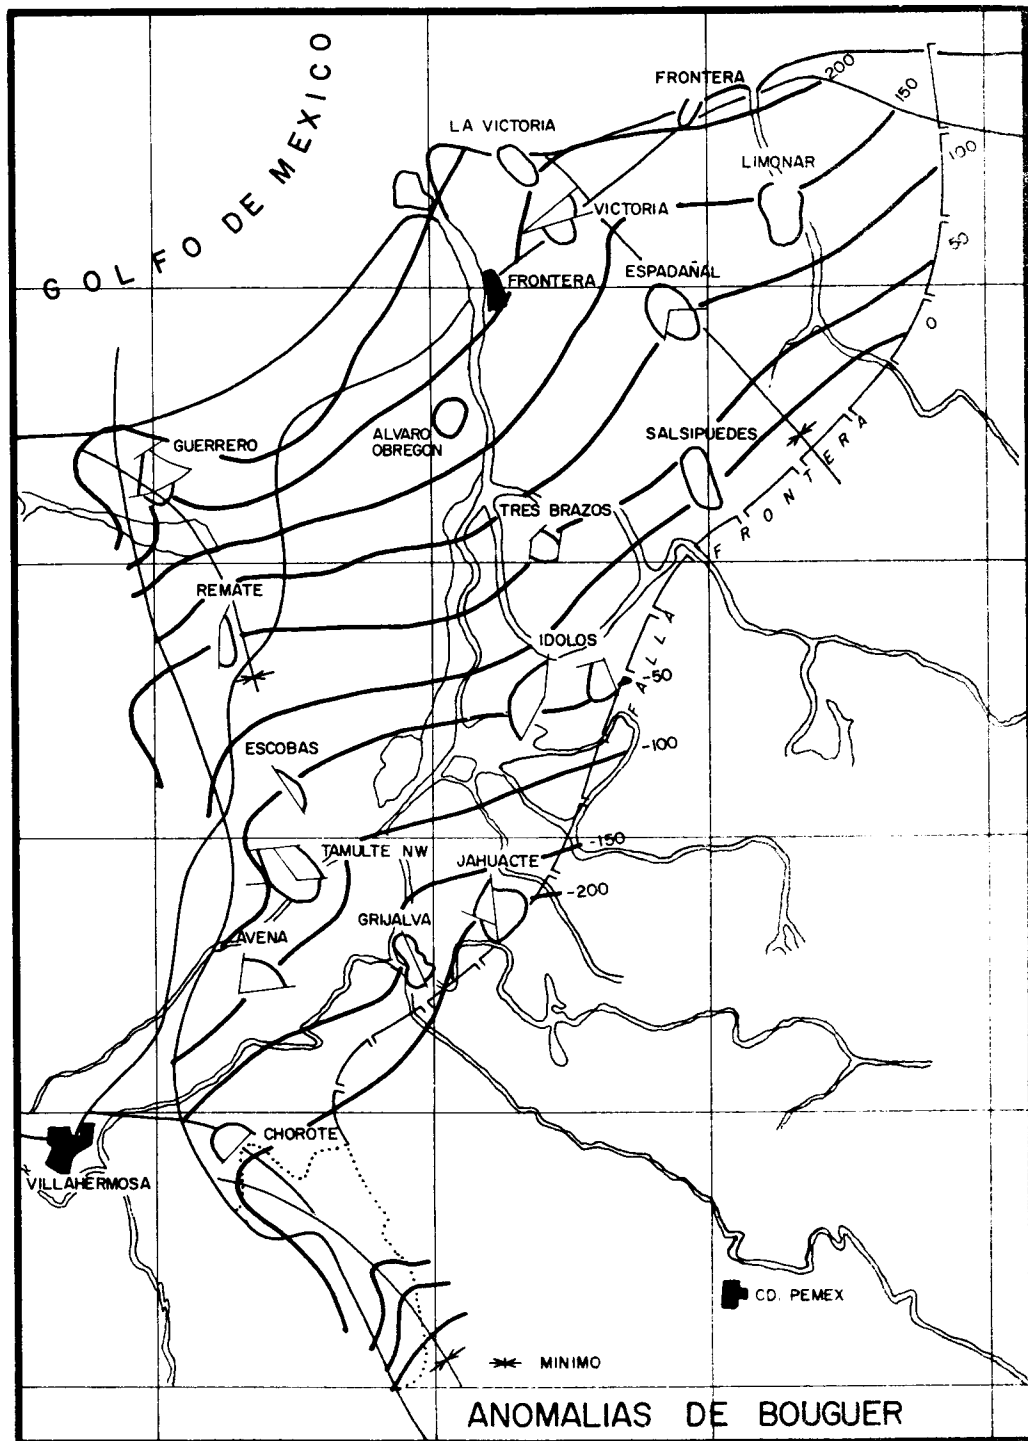 GOLFO DE MEXICO
FRONTERA
200
150
LA VICTORIA
LIMONAR
100
VICTORIA
50
ESPADAÑAL
FRONTERA
0
GUERRERO
ALVARO
OBREGON
SALSIPUEDES
TRES BRAZOS
FALLA FRONTERA
REMATE
IDOLOS
-50
-100
ESCOBAS
-150
TAMULTE NW
JAHUACTE
-200
GRIJALVA
AVENA
CHOROTE
VILLAHERMOSA
CD. PEMEX
MINIMO
ANOMALIAS DE BOUGUER